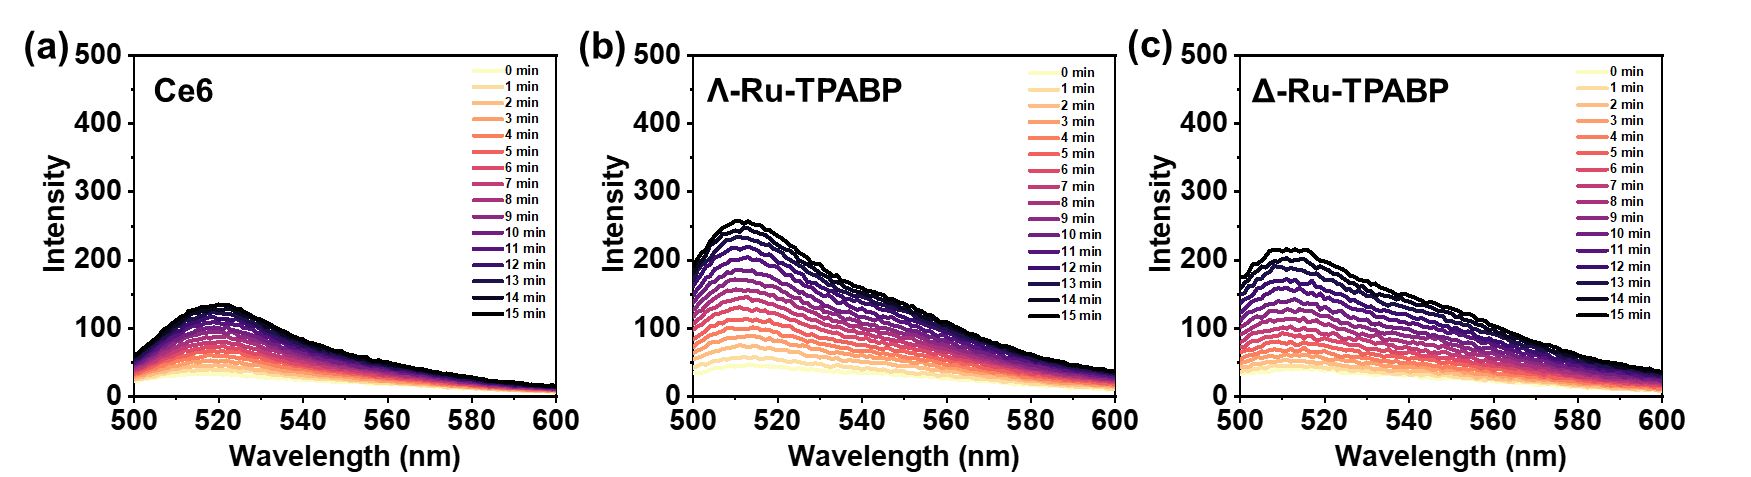 (a)
500
400
300
200
100
0
Intensity
Ce6
0 min
1 min
2 min
3 min
4 min
5 min
6 min
7 min
8 min
9 min
10 min
11 min
12 min
13 min
14 min
15 min
500 520 540 560 580 600
Wavelength (nm)
(b)
500
400
300
200
100
0
Intensity
Λ-Ru-TPABP
0 min
1 min
2 min
3 min
4 min
5 min
6 min
7 min
8 min
9 min
10 min
11 min
12 min
13 min
14 min
15 min
500 520 540 560 580 600
Wavelength (nm)
(c)
500
400
300
200
100
0
Intensity
Δ-Ru-TPABP
0 min
1 min
2 min
3 min
4 min
5 min
6 min
7 min
8 min
9 min
10 min
11 min
12 min
13 min
14 min
15 min
500 520 540 560 580 600
Wavelength (nm)